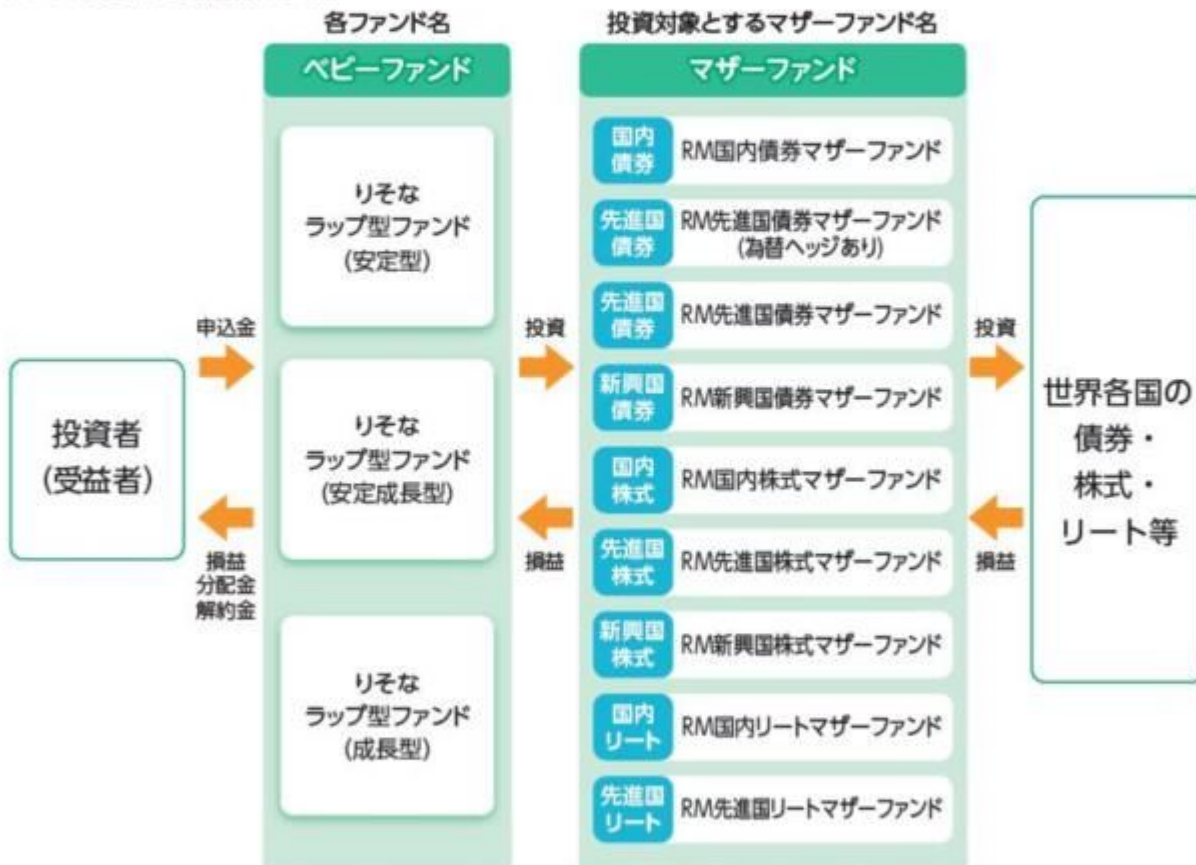 各ファンド名
投資対象とするマザーファンド名
ベビーファンド
マザーファンド
投資者
(受益者)
申込金
損益
分配金
解約金
りそな
ラップ型ファンド
(安定型)
りそな
ラップ型ファンド
(安定成長型)
りそな
ラップ型ファンド
(成長型)
投資
損益
国内
債券
RM国内債券マザーファンド
先進国
債券
RM先進国債券マザーファンド
(為替ヘッジあり)
先進国
債券
RM先進国債券マザーファンド
新興国
債券
RM新興国債券マザーファンド
国内
株式
RM国内株式マザーファンド
先進国
株式
RM先進国株式マザーファンド
新興国
株式
RM新興国株式マザーファンド
国内
リート
RM国内リートマザーファンド
先進国
リート
RM先進国リートマザーファンド
投資
損益
世界各国の
債券・
株式・
リート等